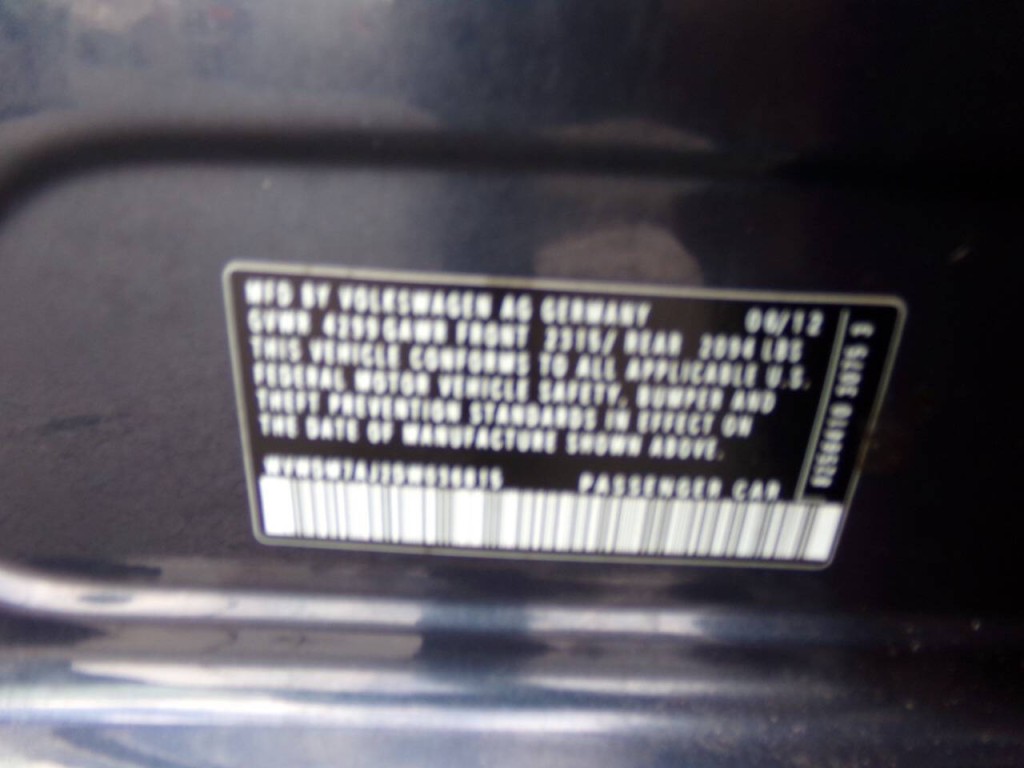 MFD BY VOLKSWAGEN AG GERMANY 08/12
GVWR 4299 GAWR FRONT 2315/ REAR 2094 LBS
THIS VEHICLE CONFORMS TO ALL APPLICABLE U.S.
FEDERAL MOTOR VEHICLE SAFETY, BUMPER AND
THEFT PREVENTION STANDARDS IN EFFECT ON
THE DATE OF MANUFACTURE SHOWN ABOVE.
PASSENGER CAR